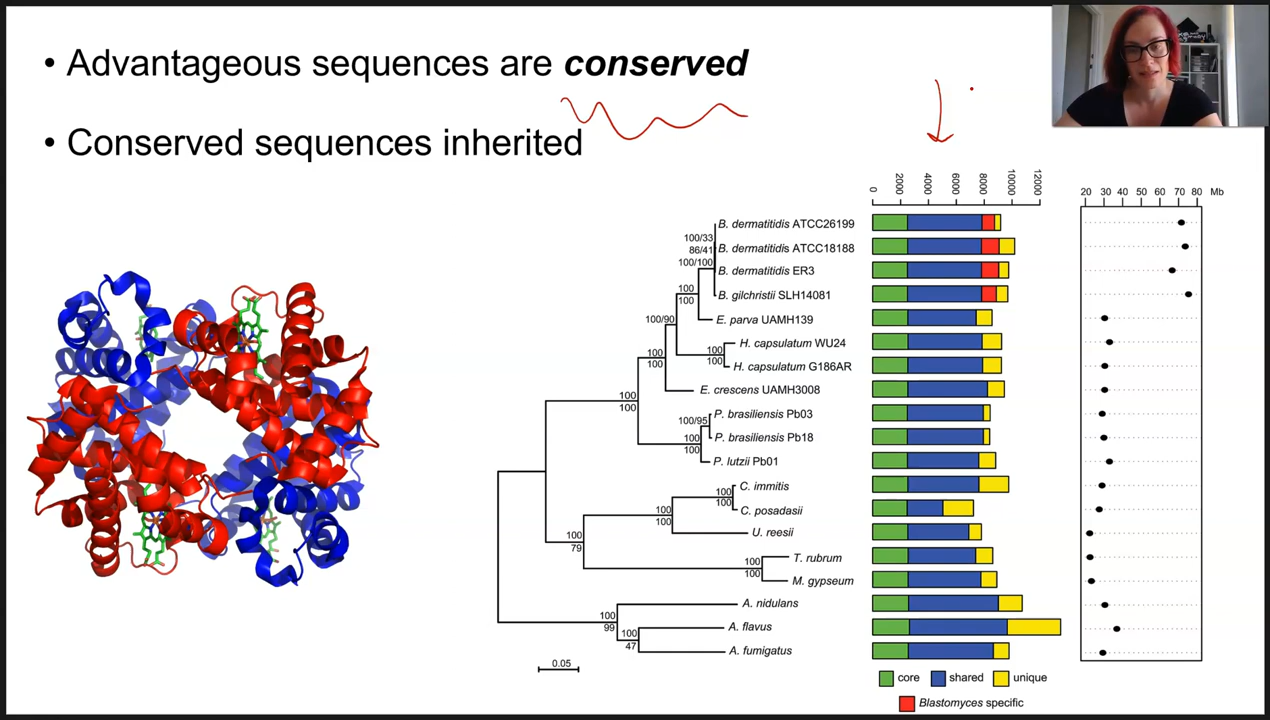 • Advantageous sequences are conserved
• Conserved sequences inherited
0 2000 4000 6000 8000 10000 12000
20 30 40 50 60 70 80 Mb
B. dermatitidis ATCC26199
100/33
86/41
B. dermatitidis ATCC18188
100/100
B. dermatitidis ER3
100
100
B. gilchristii SLH14081
100/90
E. parva UAMH139
H. capsulatum WU24
100
100
100
100
H. capsulatum G186AR
E. crescens UAMH3008
100
100
P. brasiliensis Pb03
100/95
P. brasiliensis Pb18
100
100
P. lutzii Pb01
C. immitis
100
100
C. posadasii
100
100
U. reesii
100
79
T. rubrum
100
100
M. gypseum
A. nidulans
100
99
A. flavus
100
47
A. fumigatus
0.05
core shared unique
Blastomyces specific